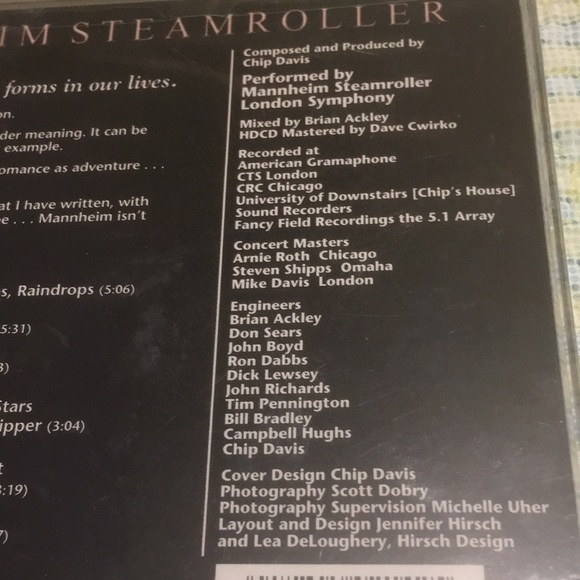 IM STEAMROLLER
forms in our lives.
on.
der meaning. It can be
example.
omance as adventure . . .
at I have written, with
e . . . Mannheim isn't
s, Raindrops (5:06)
5:31)
3)
Stars
ipper (3:04)
t
:19)
7)
Composed and Produced by
Chip Davis
Performed by
Mannheim Steamroller
London Symphony
Mixed by Brian Ackley
HDCD Mastered by Dave Cwirko
Recorded at
American Gramaphone
CTS London
CRC Chicago
University of Downstairs [Chip's House]
Sound Recorders
Fancy Field Recordings the 5.1 Array
Concert Masters
Arnie Roth Chicago
Steven Shipps Omaha
Mike Davis London
Engineers
Brian Ackley
Don Sears
John Boyd
Ron Dabbs
Dick Lewsey
John Richards
Tim Pennington
Bill Bradley
Campbell Hughs
Chip Davis
Cover Design Chip Davis
Photography Scott Dobry
Photography Supervision Michelle Uher
Layout and Design Jennifer Hirsch
and Lea DeLoughery, Hirsch Design